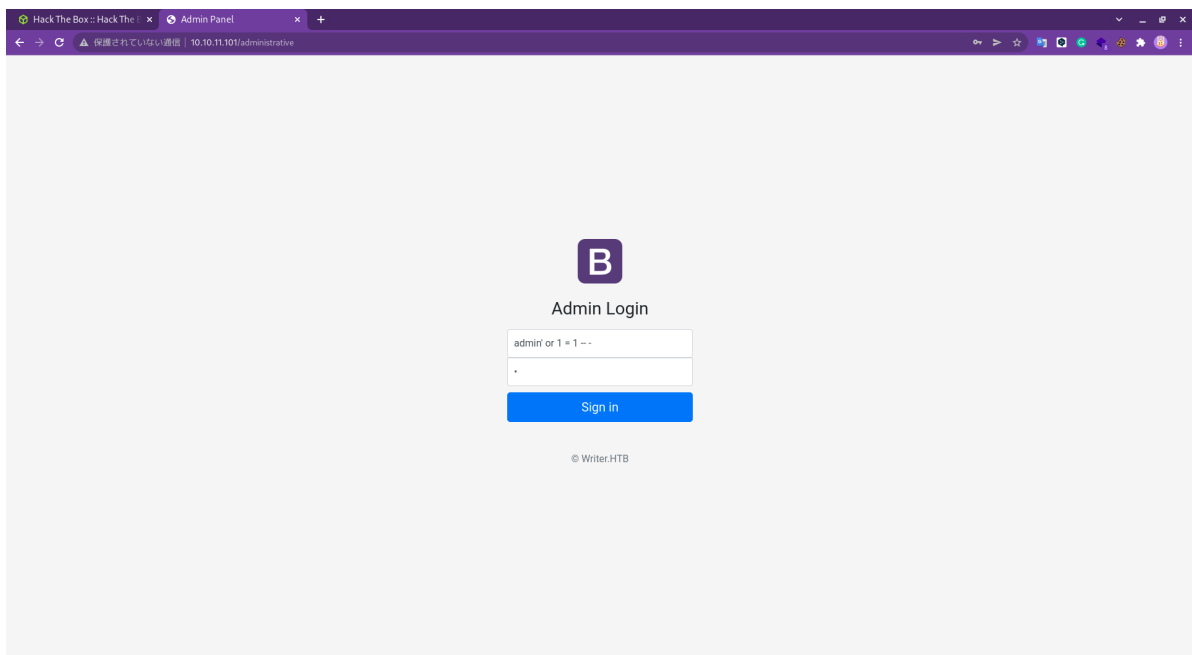 Hack The Box :: Hack The B
Admin Panel
保護されていない通信 | 10.10.11.101/administrative
B
Admin Login
admin' or 1 = 1 -- -
Sign in
© Writer.HTB